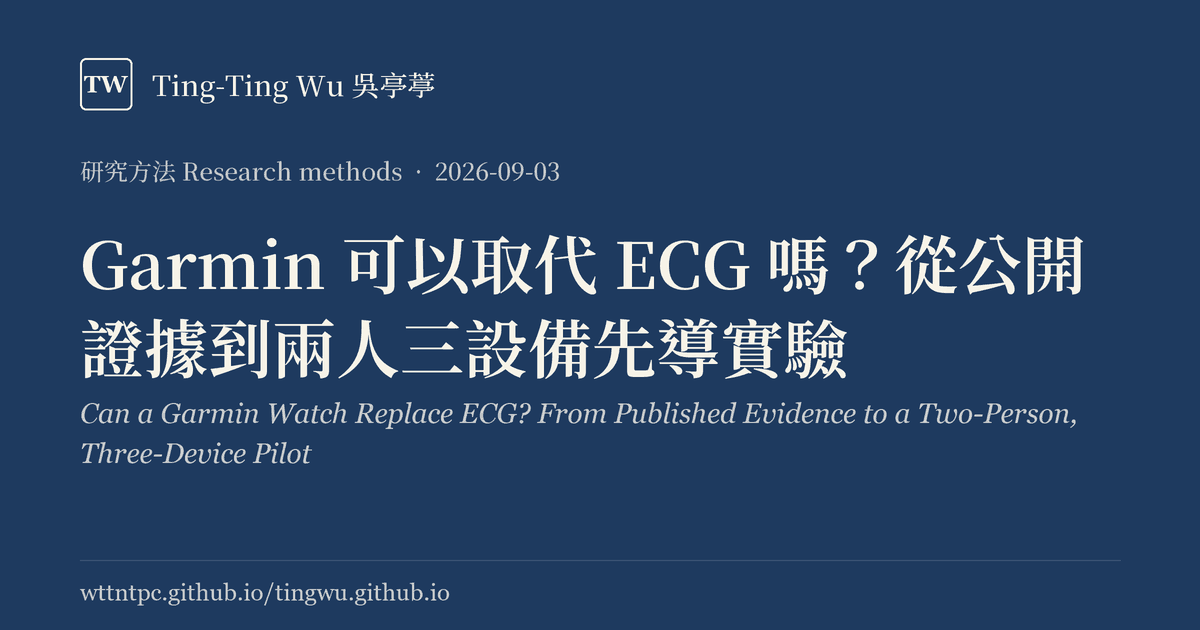 TW
Ting-Ting Wu 吳亭葶
研究方法 Research methods · 2026-09-03
Garmin 可以取代 ECG 嗎？從公開
證據到兩人三設備先導實驗
Can a Garmin Watch Replace ECG? From Published Evidence to a Two-Person,
Three-Device Pilot
wttntpc.github.io/tingwu.github.io